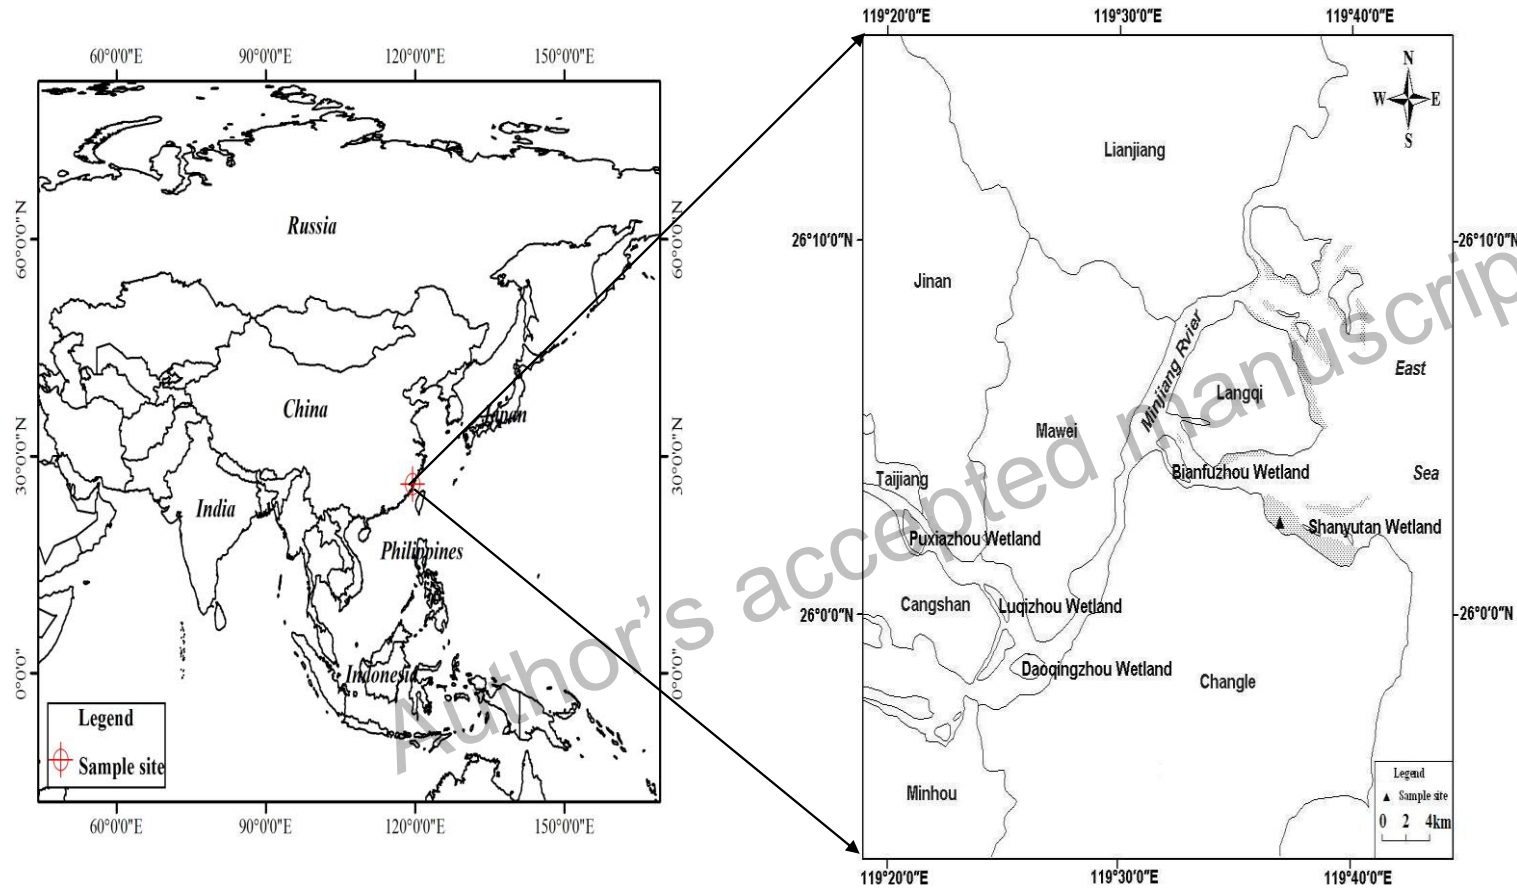 60°0'0"E 90°0'0"E 120°0'0"E 150°0'0"E
60°0'0"N
60°0'0"N
30°0'0"N
30°0'0"N
0°0'0"
0°0'0"
Russia
China
Japan
India
Philippines
Indonesia
Legend
Sample site
60°0'0"E 90°0'0"E 120°0'0"E 150°0'0"E
119°20'0"E 119°30'0"E 119°40'0"E
N
W E
S
Lianjiang
26°10'0"N
26°10'0"N
Jinan
Minjiang Rvier
East
Langqi
Mawei
Bianfuzhou Wetland
Sea
Taijiang
Shanyutan Wetland
Puxiazhou Wetland
Cangshan
Luqizhou Wetland
26°0'0"N
26°0'0"N
Daoqingzhou Wetland
Changle
Minhou
Legend
Sample site
0 2 4km
119°20'0"E 119°30'0"E 119°40'0"E
Author's accepted manuscrip